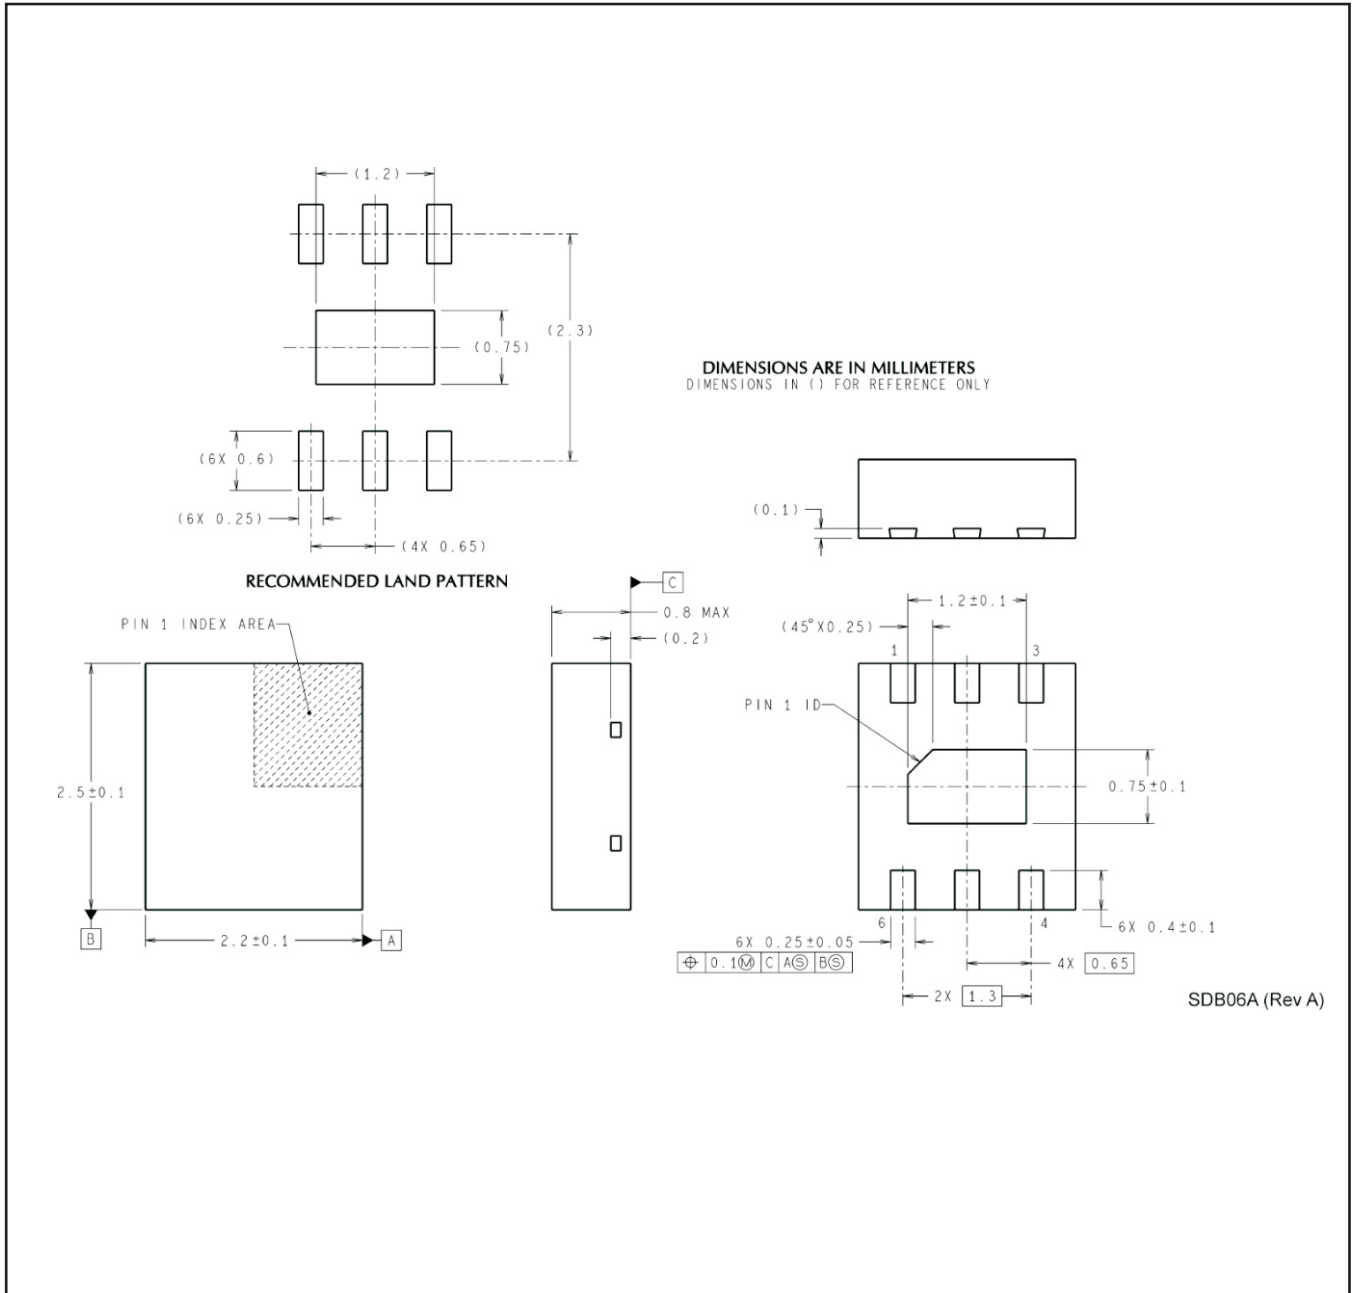 (1.2)
(2.3)
(0.75)
DIMENSIONS ARE IN MILLIMETERS
DIMENSIONS IN () FOR REFERENCE ONLY
(6X 0.6)
(6X 0.25)
(4X 0.65)
(0.1)
RECOMMENDED LAND PATTERN
C
PIN 1 INDEX AREA
0.8 MAX
(0.2)
1.2±0.1
(45°X0.25)
1 3
PIN 1 ID
2.5±0.1
0.75±0.1
B
2.2±0.1 A
6 4
6X 0.4±0.1
6X 0.25±0.05
⌖ 0.1Ⓜ C AⓈ BⓈ
4X 0.65
2X 1.3
SDB06A (Rev A)